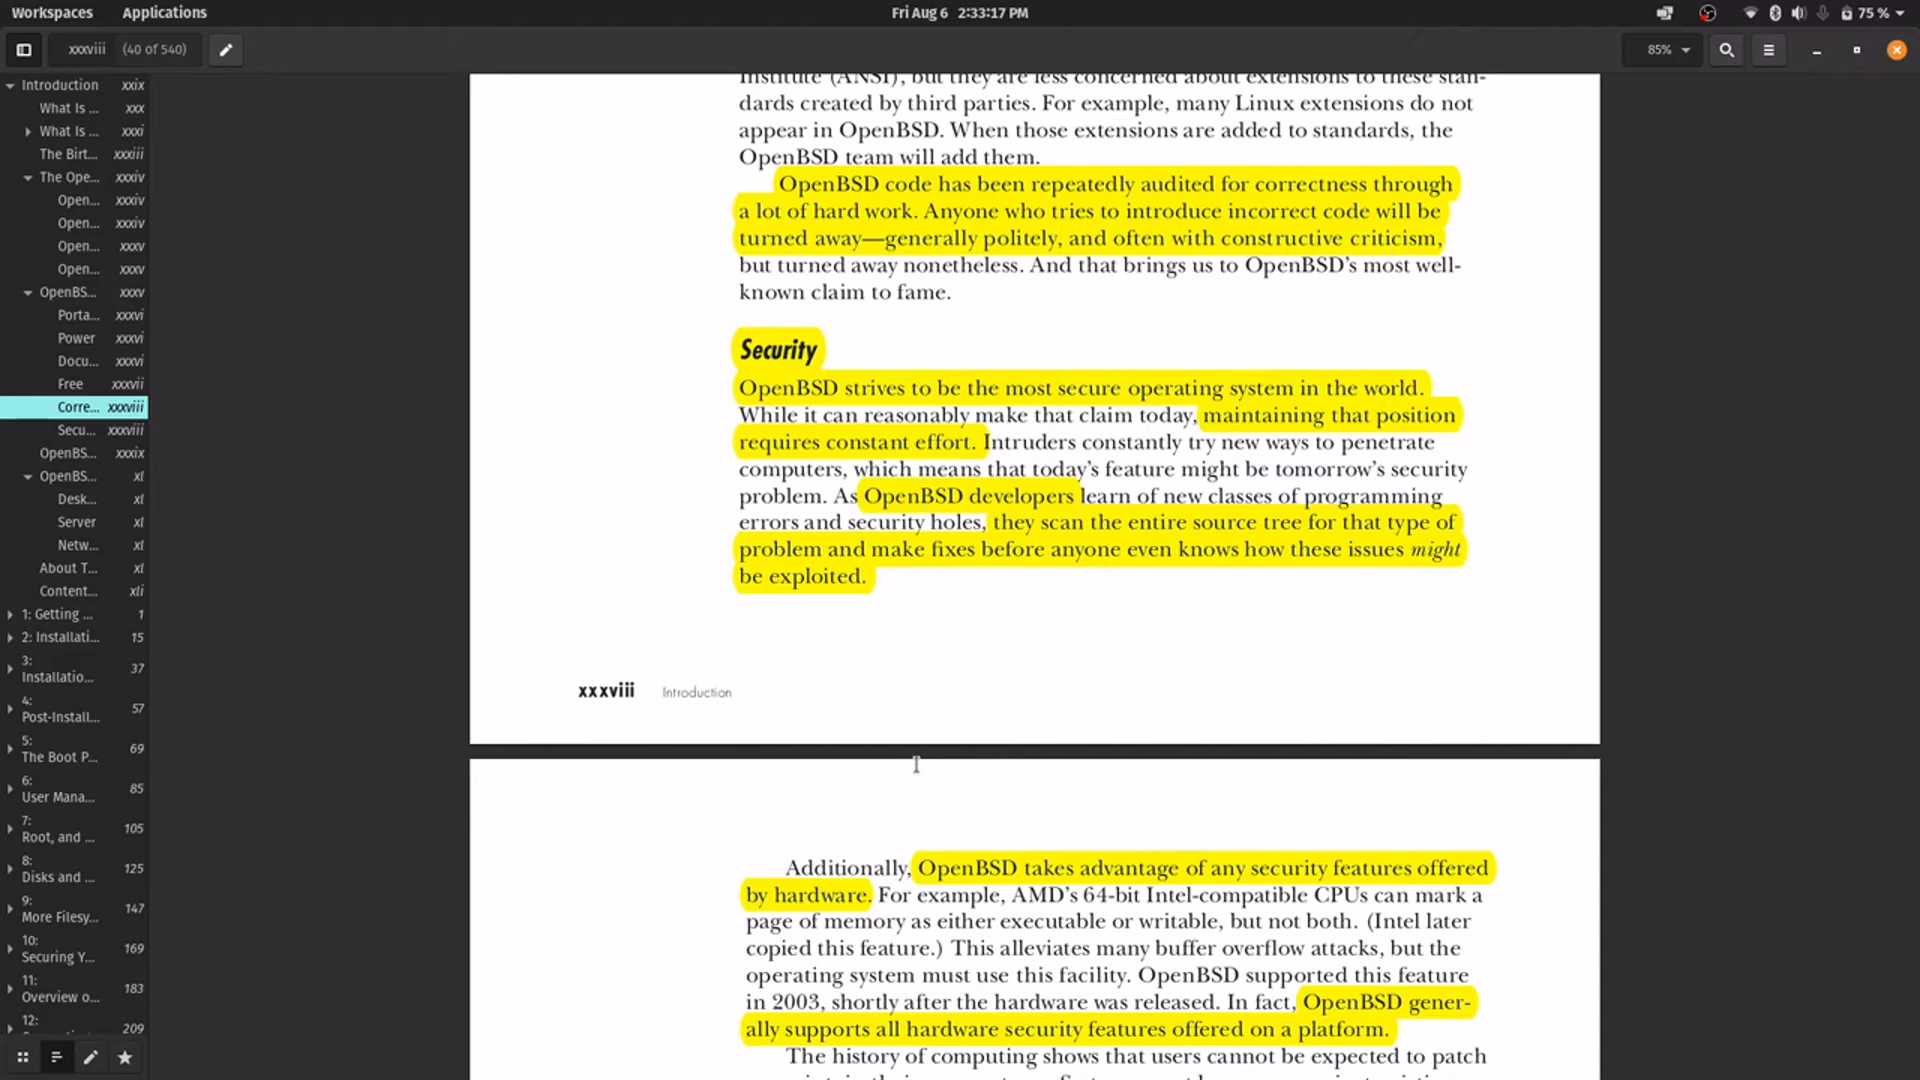 Workspaces Applications Fri Aug 6 2:33:17 PM 75 %
xxxviii (40 of 540) 85%
Introduction xxix
What Is ... xxx
What Is ... xxxi
The Birt... xxxiii
The Ope... xxxiv
Open... xxxiv
Open... xxxiv
Open... xxxv
Open... xxxv
OpenBS... xxxv
Porta... xxxvi
Power xxxvi
Docu... xxxvi
Free xxxvii
Corre... xxxviii
Secu... xxxviii
OpenBS... xxxix
OpenBS... xl
Desk... xl
Server xl
Netw... xl
About T... xl
Content... xli
1: Getting ... 1
2: Installati... 15
3:
Installatio... 37
4:
Post-Install... 57
5:
The Boot P... 69
6:
User Mana... 85
7:
Root, and ... 105
8:
Disks and ... 125
9:
More Filesy... 147
10:
Securing Y... 169
11:
Overview o... 183
12:
209
Institute (ANSI), but they are less concerned about extensions to these stan-
dards created by third parties. For example, many Linux extensions do not
appear in OpenBSD. When those extensions are added to standards, the
OpenBSD team will add them.
OpenBSD code has been repeatedly audited for correctness through
a lot of hard work. Anyone who tries to introduce incorrect code will be
turned away—generally politely, and often with constructive criticism,
but turned away nonetheless. And that brings us to OpenBSD's most well-
known claim to fame.
Security
OpenBSD strives to be the most secure operating system in the world.
While it can reasonably make that claim today, maintaining that position
requires constant effort. Intruders constantly try new ways to penetrate
computers, which means that today's feature might be tomorrow's security
problem. As OpenBSD developers learn of new classes of programming
errors and security holes, they scan the entire source tree for that type of
problem and make fixes before anyone even knows how these issues might
be exploited.
xxxviii Introduction
Additionally, OpenBSD takes advantage of any security features offered
by hardware. For example, AMD's 64-bit Intel-compatible CPUs can mark a
page of memory as either executable or writable, but not both. (Intel later
copied this feature.) This alleviates many buffer overflow attacks, but the
operating system must use this facility. OpenBSD supported this feature
in 2003, shortly after the hardware was released. In fact, OpenBSD gener-
ally supports all hardware security features offered on a platform.
The history of computing shows that users cannot be expected to patch